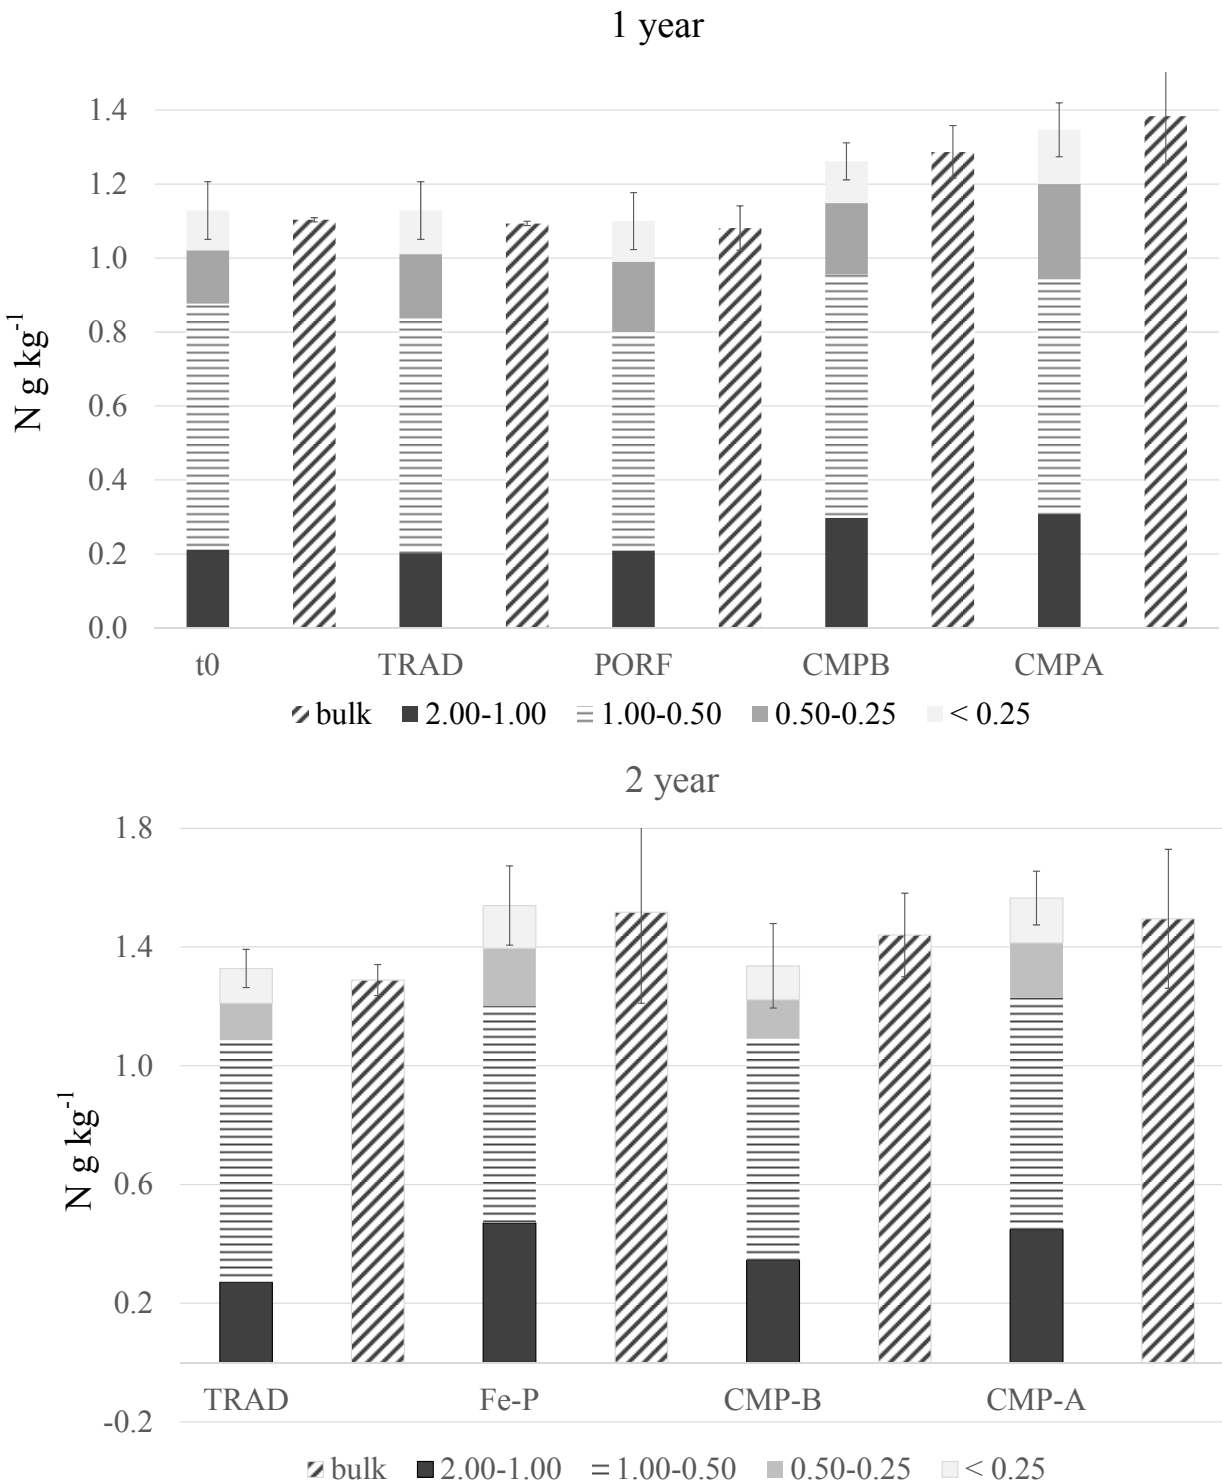 1 year
N g kg-1
1.4
1.2
1.0
0.8
0.6
0.4
0.2
0.0
t0 TRAD PORF CMPB CMPA
bulk 2.00-1.00 1.00-0.50 0.50-0.25 < 0.25
2 year
N g kg-1
1.8
1.4
1.0
0.6
0.2
-0.2
TRAD Fe-P CMP-B CMP-A
bulk 2.00-1.00 1.00-0.50 0.50-0.25 < 0.25